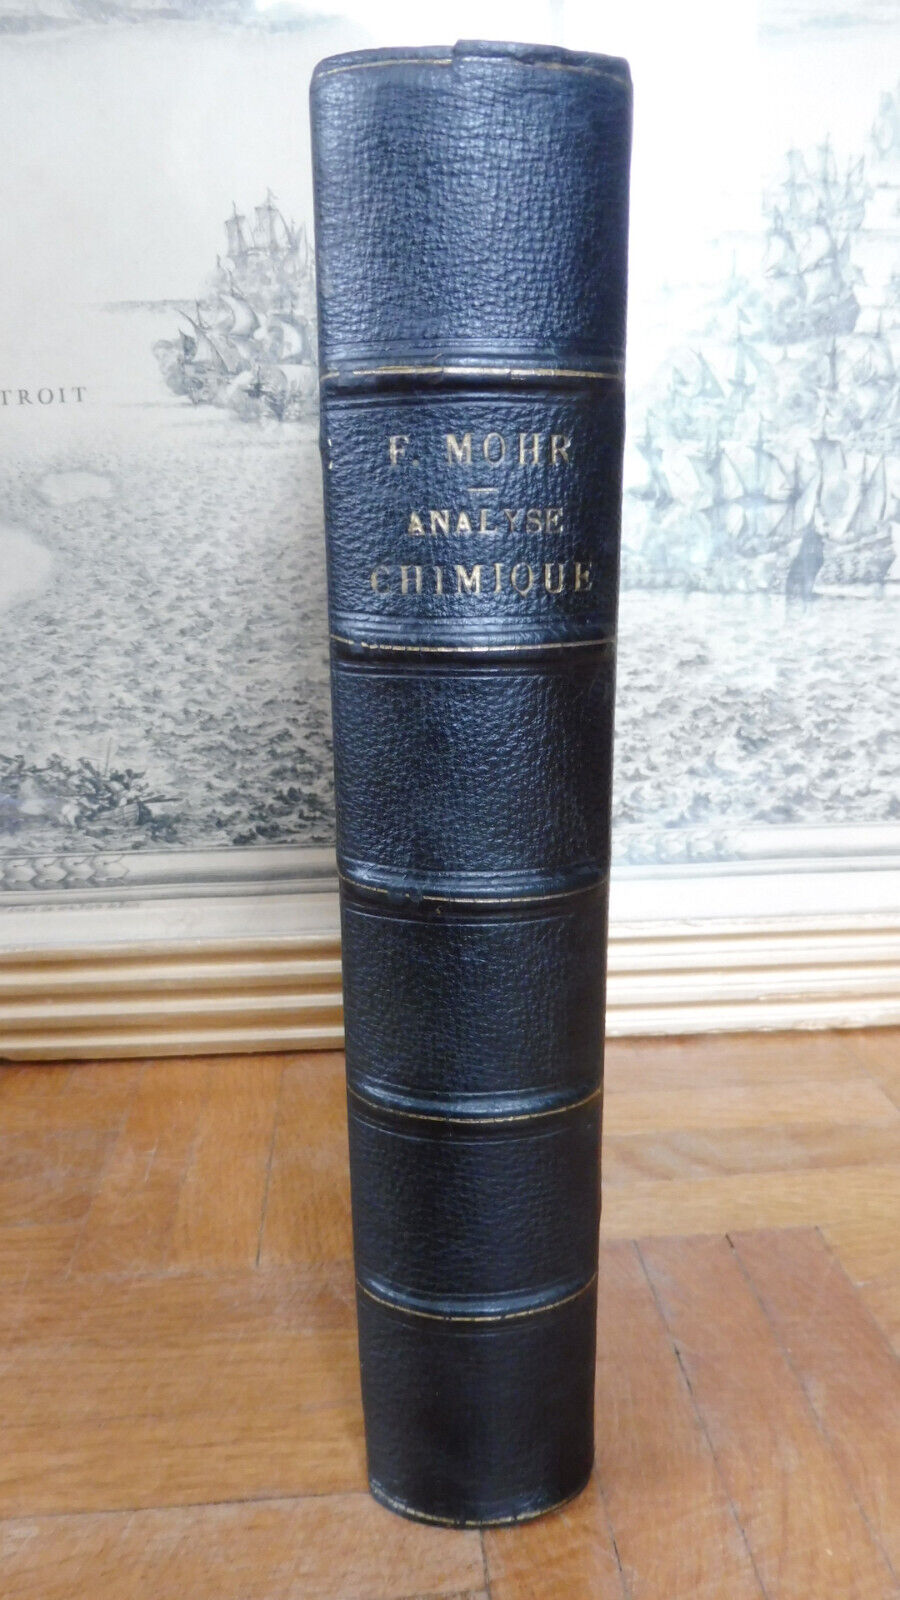 TROIT
F. MOHR
ANALYSE
CHIMIQUE